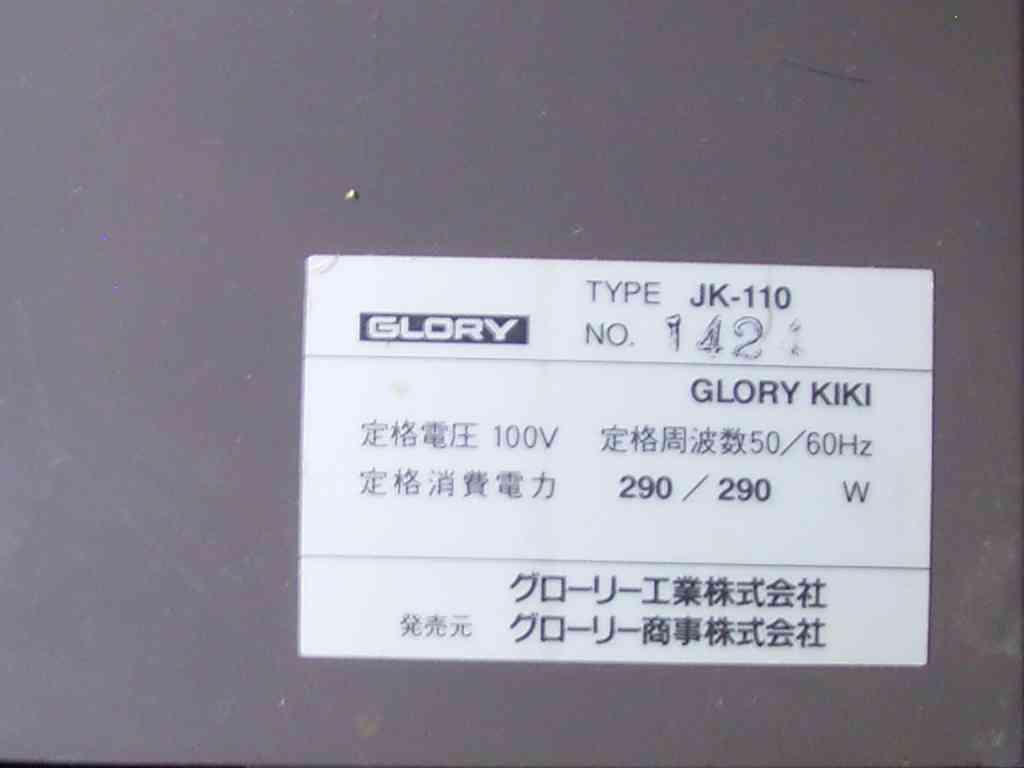 GLORY
TYPE JK-110
NO. 142
GLORY KIKI
定格電圧 100V 定格周波数50/60Hz
定格消費電力 290/290 W
グローリー工業株式会社
発売元 グローリー商事株式会社